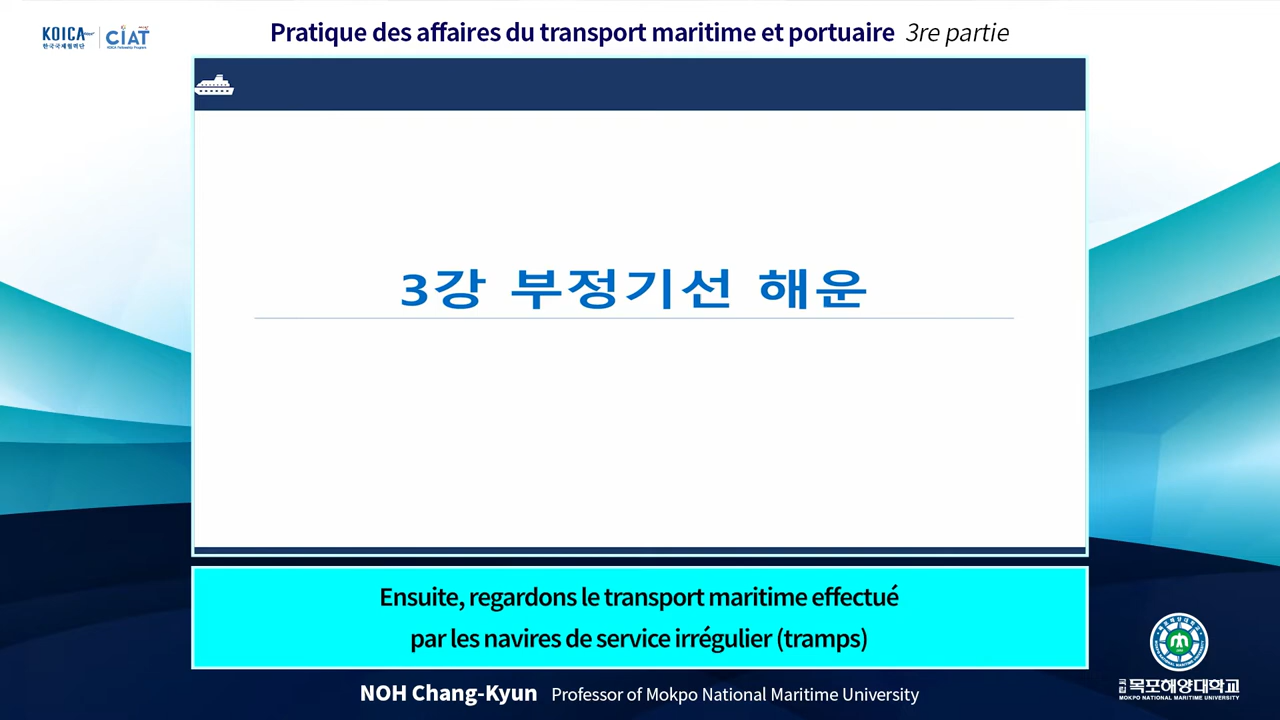 KOICA
한국국제협력단
CIAT
KOICA Fellowship Program
Pratique des affaires du transport maritime et portuaire 3re partie
3강 부정기선 해운
Ensuite, regardons le transport maritime effectué
par les navires de service irrégulier (tramps)
NOH Chang-Kyun Professor of Mokpo National Maritime University
국립 목포해양대학교
MOKPO NATIONAL MARITIME UNIVERSITY